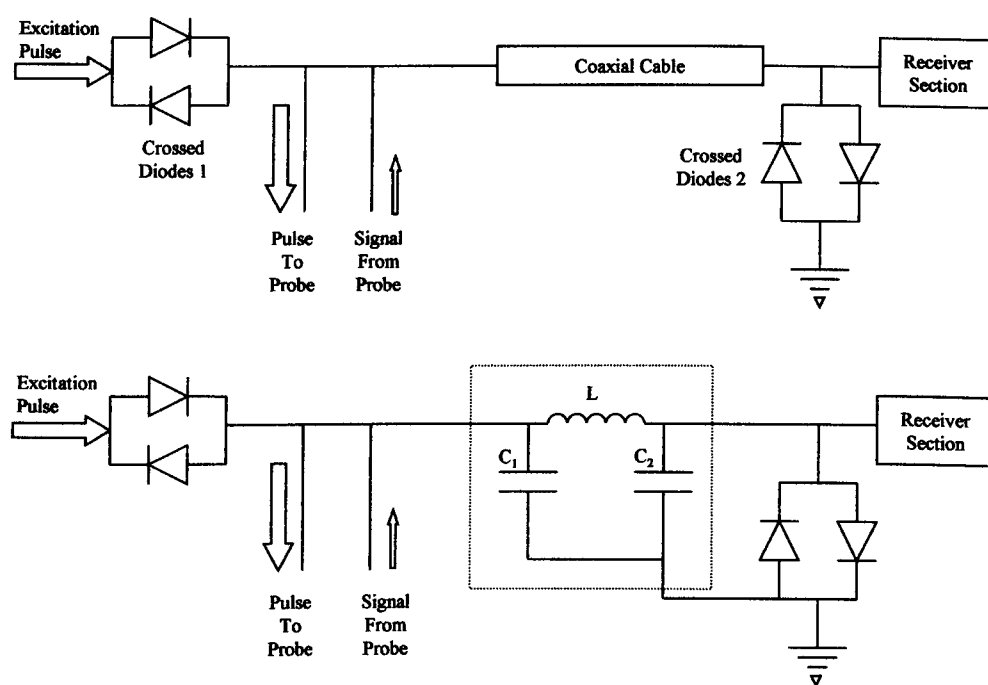 Excitation
Pulse
Coaxial Cable
Receiver
Section
Crossed
Diodes 1
Crossed
Diodes 2
Pulse
To
Probe
Signal
From
Probe
Excitation
Pulse
L
Receiver
Section
C₁
C₂
Pulse
To
Probe
Signal
From
Probe